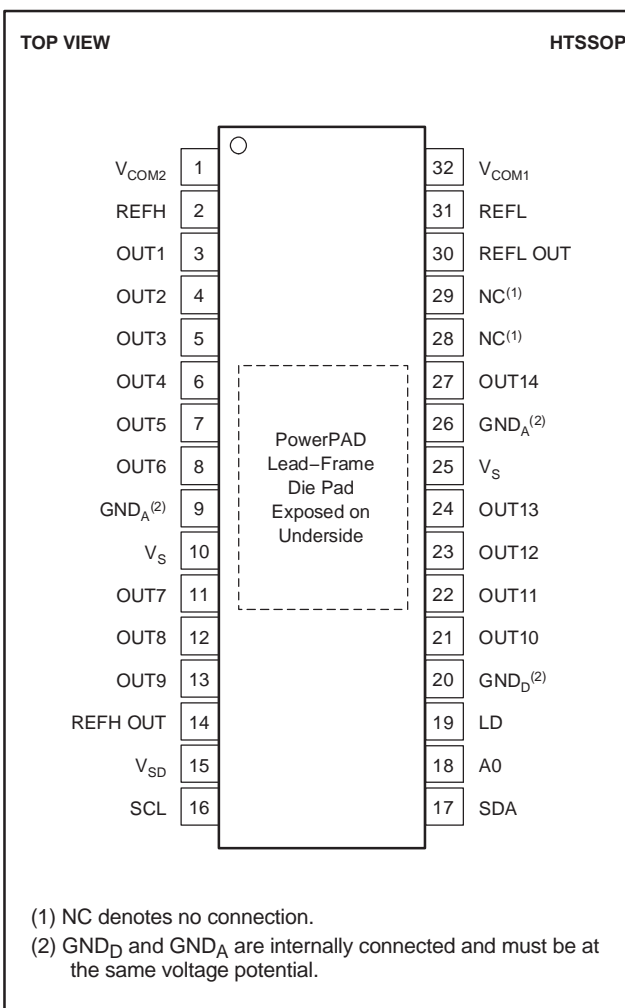 TOP VIEW HTSSOP
V_COM2 1 32 V_COM1
REFH 2 31 REFL
OUT1 3 30 REFL OUT
OUT2 4 29 NC(1)
OUT3 5 28 NC(1)
OUT4 6 27 OUT14
OUT5 7 26 GND_A(2)
OUT6 8 25 V_S
GND_A(2) 9 24 OUT13
V_S 10 23 OUT12
OUT7 11 22 OUT11
OUT8 12 21 OUT10
OUT9 13 20 GND_D(2)
REFH OUT 14 19 LD
V_SD 15 18 A0
SCL 16 17 SDA
PowerPAD
Lead−Frame
Die Pad
Exposed on
Underside
(1) NC denotes no connection.
(2) GND_D and GND_A are internally connected and must be at
the same voltage potential.